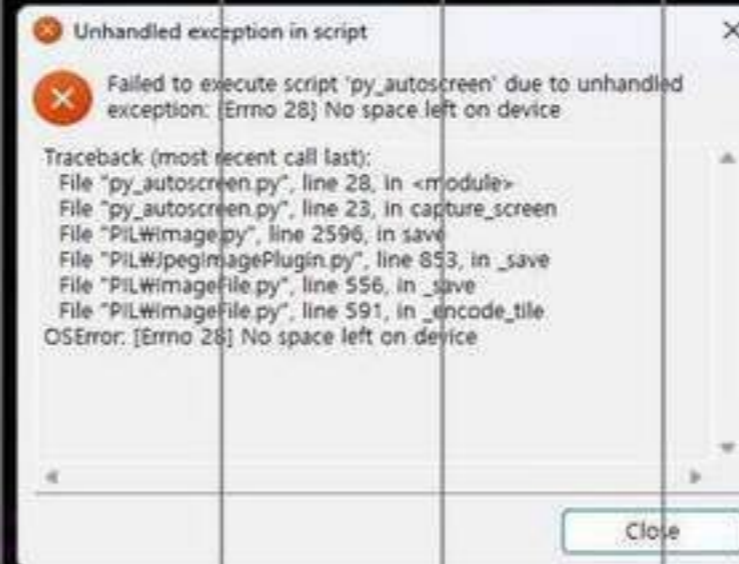 Unhandled exception in script
Failed to execute script 'py_autoscreen' due to unhandled
exception: [Errno 28] No space left on device
Traceback (most recent call last):
File "py_autoscreen.py", line 28, in <module>
File "py_autoscreen.py", line 23, in capture_screen
File "PIL₩Image.py", line 2596, in save
File "PIL₩JpegImagePlugin.py", line 853, in _save
File "PIL₩ImageFile.py", line 556, in _save
File "PIL₩ImageFile.py", line 591, in _encode_tile
OSError: [Errno 28] No space left on device
Close